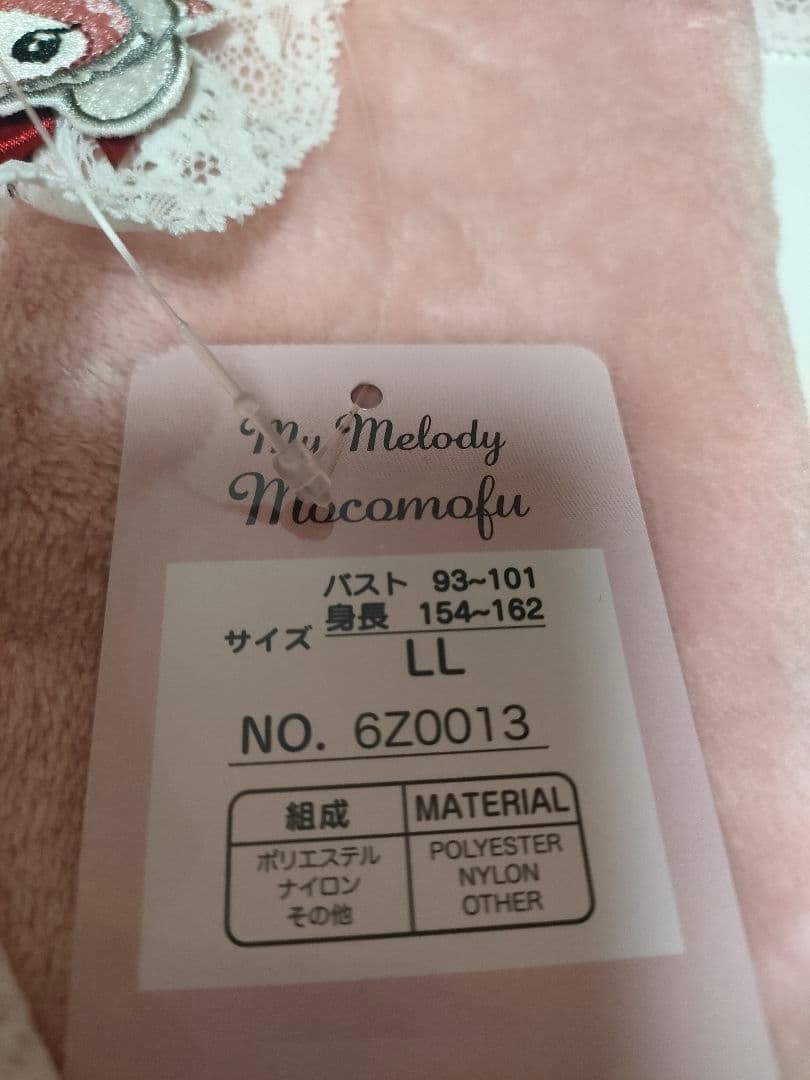 My Melody
Mocomofu
バスト 93~101
身長 154~162
サイズ
LL
NO. 6Z0013
組成 MATERIAL
ポリエステル POLYESTER
ナイロン NYLON
その他 OTHER